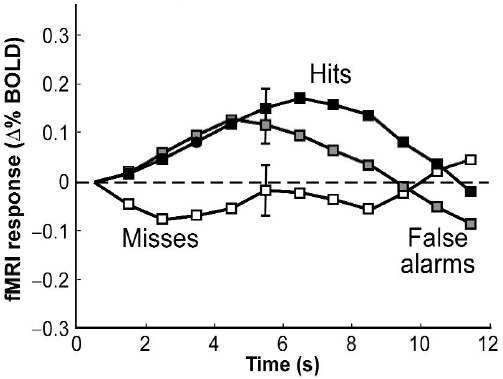 fMRI response (Δ% BOLD)
0.3
0.2
0.1
0
−0.1
−0.2
−0.3
Hits
Misses
False
alarms
0 2 4 6 8 10 12
Time (s)